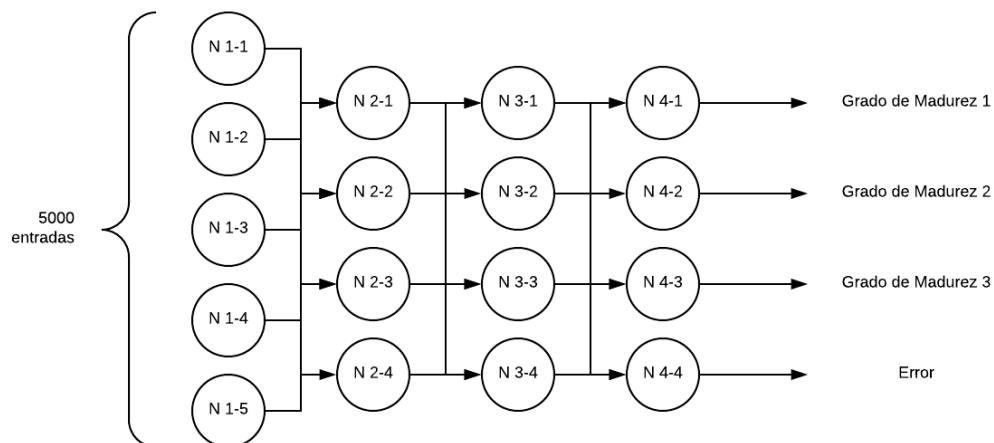 N 1-1
N 1-2
N 1-3
N 1-4
N 1-5
5000
entradas
N 2-1
N 2-2
N 2-3
N 2-4
N 3-1
N 3-2
N 3-3
N 3-4
N 4-1
N 4-2
N 4-3
N 4-4
Grado de Madurez 1
Grado de Madurez 2
Grado de Madurez 3
Error